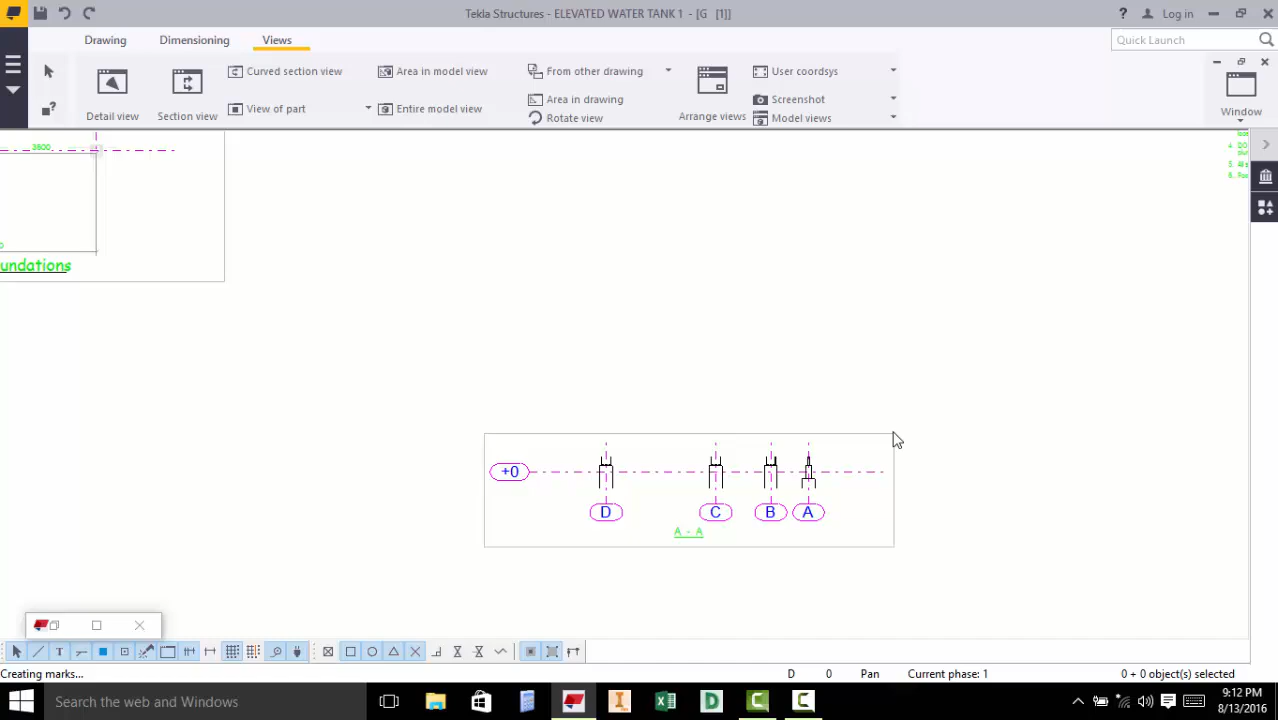 Tekla Structures - ELEVATED WATER TANK 1 - [G [1]]
? Log in
Drawing Dimensioning Views
Quick Launch
Curved section view Area in model view From other drawing User coordsys
Area in drawing Screenshot
View of part Entire model view
Detail view Section view Rotate view Arrange views Model views Window
3600
4.
5. All
undations
+0
D C B A
A - A
Creating marks... D 0 Pan Current phase: 1 0 + 0 object(s) selected
Search the web and Windows
9:12 PM
8/13/2016